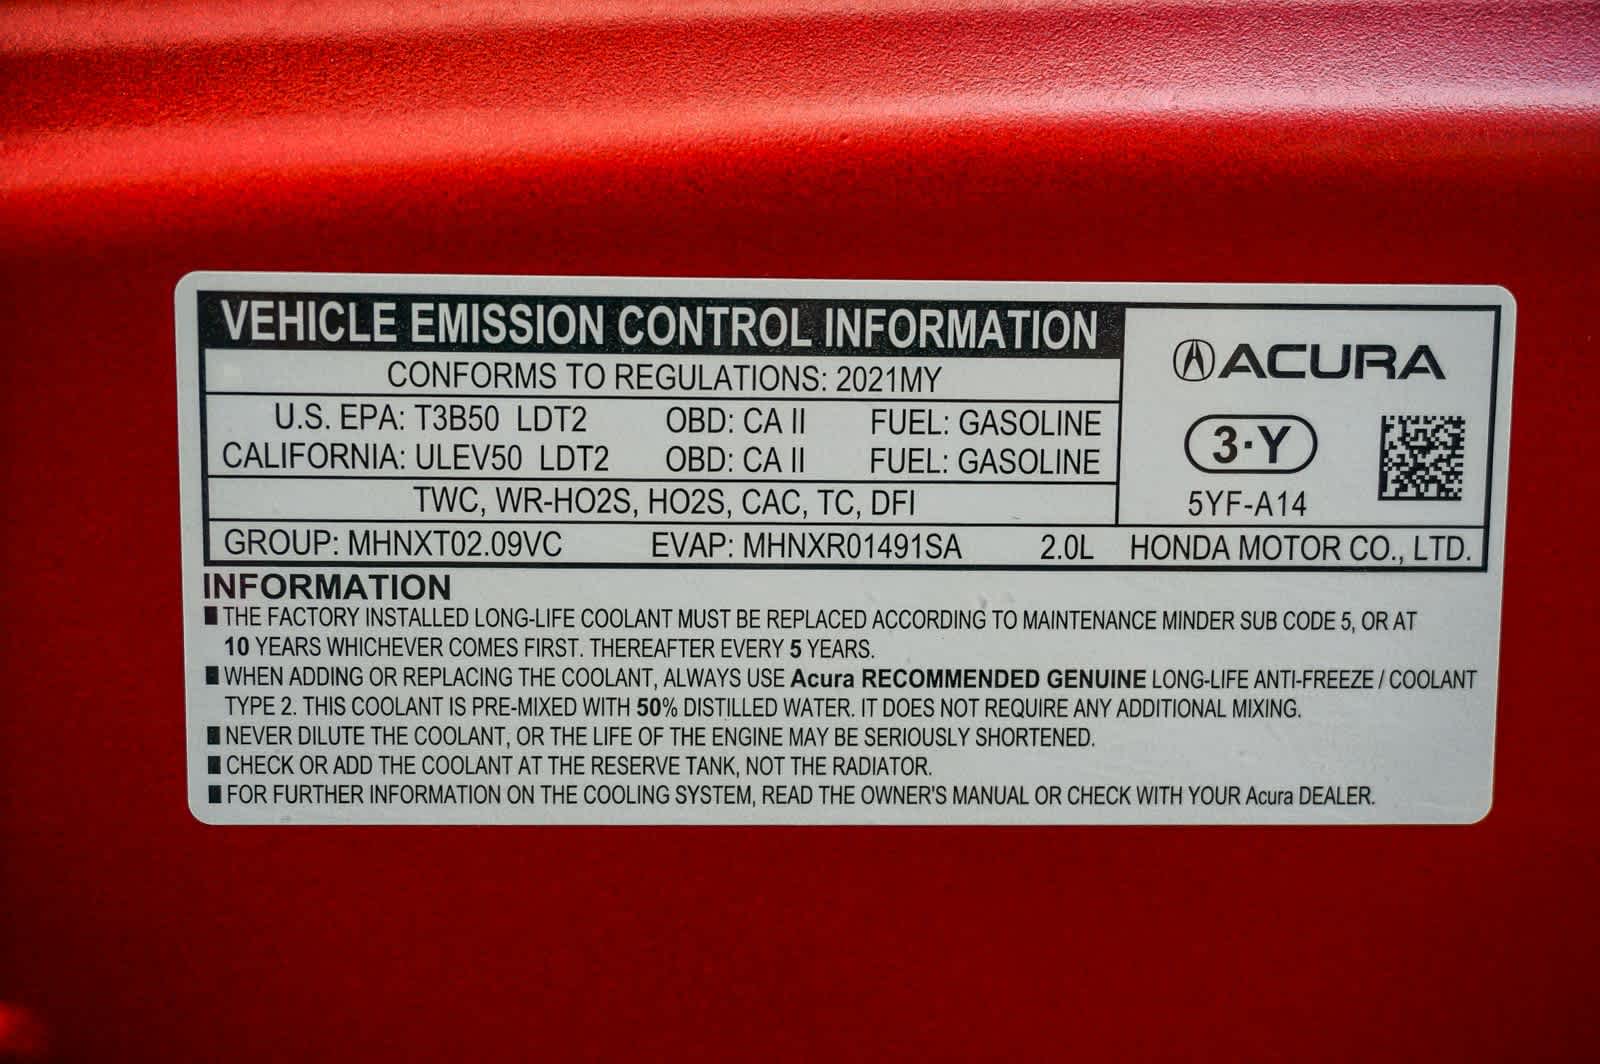 VEHICLE EMISSION CONTROL INFORMATION
CONFORMS TO REGULATIONS: 2021MY
U.S. EPA: T3B50 LDT2 OBD: CA II FUEL: GASOLINE
CALIFORNIA: ULEV50 LDT2 OBD: CA II FUEL: GASOLINE
TWC, WR-HO2S, HO2S, CAC, TC, DFI
ACURA
3·Y
5YF-A14
GROUP: MHNXT02.09VC EVAP: MHNXR01491SA 2.0L HONDA MOTOR CO., LTD.
INFORMATION
■ THE FACTORY INSTALLED LONG-LIFE COOLANT MUST BE REPLACED ACCORDING TO MAINTENANCE MINDER SUB CODE 5, OR AT
10 YEARS WHICHEVER COMES FIRST. THEREAFTER EVERY 5 YEARS.
■ WHEN ADDING OR REPLACING THE COOLANT, ALWAYS USE Acura RECOMMENDED GENUINE LONG-LIFE ANTI-FREEZE / COOLANT
TYPE 2. THIS COOLANT IS PRE-MIXED WITH 50% DISTILLED WATER. IT DOES NOT REQUIRE ANY ADDITIONAL MIXING.
■ NEVER DILUTE THE COOLANT, OR THE LIFE OF THE ENGINE MAY BE SERIOUSLY SHORTENED.
■ CHECK OR ADD THE COOLANT AT THE RESERVE TANK, NOT THE RADIATOR.
■ FOR FURTHER INFORMATION ON THE COOLING SYSTEM, READ THE OWNER'S MANUAL OR CHECK WITH YOUR Acura DEALER.